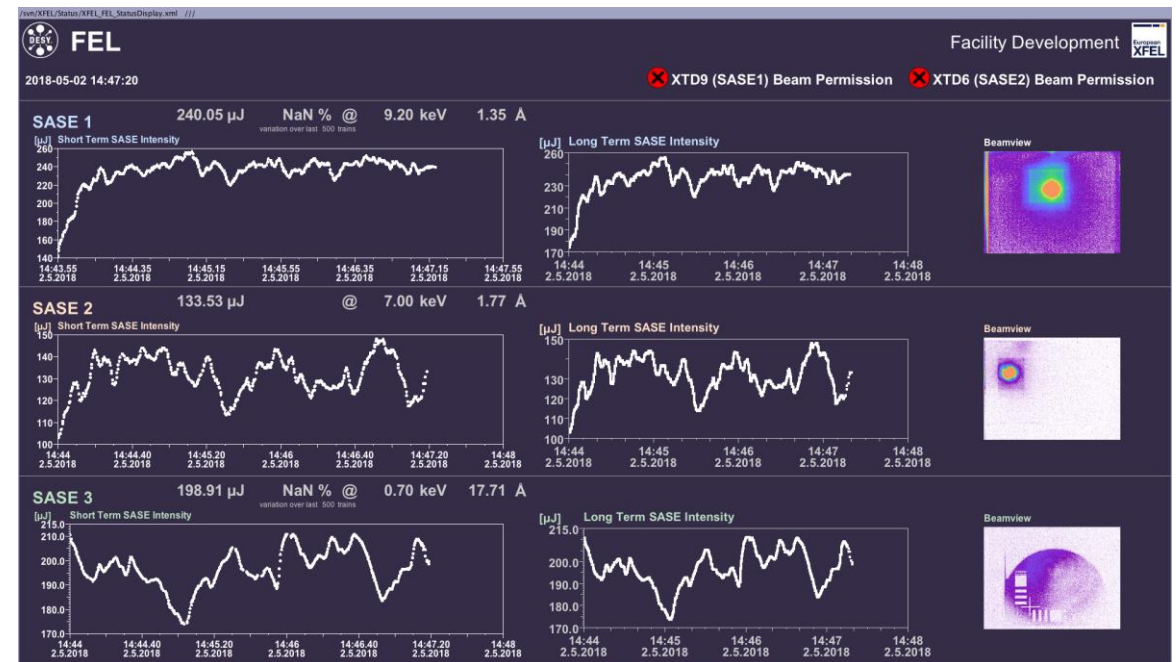 /svn/XFEL/Status/XFEL_FEL_StatusDisplay.xml ///
DESY. FEL Facility Development European XFEL
2018-05-02 14:47:20 XTD9 (SASE1) Beam Permission XTD6 (SASE2) Beam Permission
SASE 1 240.05 µJ NaN % @ 9.20 keV 1.35 Å
variation over last 500 trains
[µJ] Short Term SASE Intensity
260
240
220
200
180
160
140
14:43.55 14:44.35 14:45.15 14:45.55 14:46.35 14:47.15 14:47.55
2.5.2018 2.5.2018 2.5.2018 2.5.2018 2.5.2018 2.5.2018 2.5.2018
[µJ] Long Term SASE Intensity
260
230
210
190
170
14:44 14:45 14:46 14:47 14:48
2.5.2018 2.5.2018 2.5.2018 2.5.2018 2.5.2018
Beamview
SASE 2 133.53 µJ @ 7.00 keV 1.77 Å
[µJ] Short Term SASE Intensity
150
140
130
120
110
100
14:44 14:44.40 14:45.20 14:46 14:46.40 14:47.20 14:48
2.5.2018 2.5.2018 2.5.2018 2.5.2018 2.5.2018 2.5.2018 2.5.2018
[µJ] Long Term SASE Intensity
150
130
120
110
100
14:44 14:45 14:46 14:47 14:48
2.5.2018 2.5.2018 2.5.2018 2.5.2018 2.5.2018
Beamview
SASE 3 198.91 µJ NaN % @ 0.70 keV 17.71 Å
variation over last 500 trains
[µJ] Short Term SASE Intensity
215.0
210.0
200.0
190.0
180.0
170.0
14:44 14:44.40 14:45.20 14:46 14:46.40 14:47.20 14:48
2.5.2018 2.5.2018 2.5.2018 2.5.2018 2.5.2018 2.5.2018 2.5.2018
[µJ] Long Term SASE Intensity
215.0
200.0
190.0
180.0
170.0
14:44 14:45 14:46 14:47 14:48
2.5.2018 2.5.2018 2.5.2018 2.5.2018 2.5.2018
Beamview